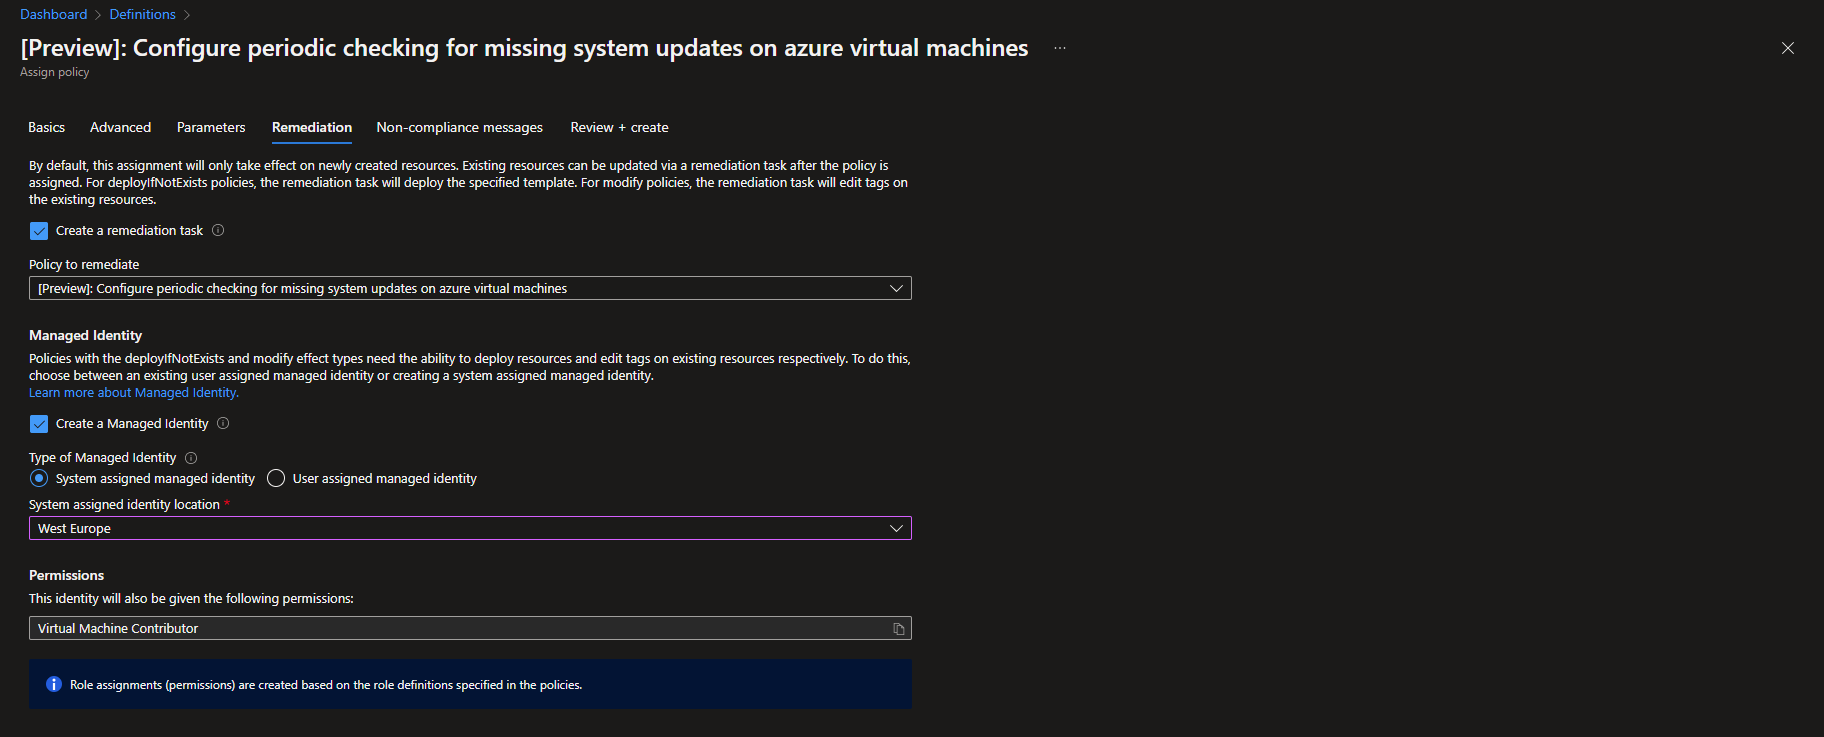 Dashboard > Definitions >
[Preview]: Configure periodic checking for missing system updates on azure virtual machines ...
Assign policy
Basics Advanced Parameters Remediation Non-compliance messages Review + create
By default, this assignment will only take effect on newly created resources. Existing resources can be updated via a remediation task after the policy is
assigned. For deployIfNotExists policies, the remediation task will deploy the specified template. For modify policies, the remediation task will edit tags on
the existing resources.
Create a remediation task
Policy to remediate
[Preview]: Configure periodic checking for missing system updates on azure virtual machines
Managed Identity
Policies with the deployIfNotExists and modify effect types need the ability to deploy resources and edit tags on existing resources respectively. To do this,
choose between an existing user assigned managed identity or creating a system assigned managed identity.
Learn more about Managed Identity.
Create a Managed Identity
Type of Managed Identity
System assigned managed identity User assigned managed identity
System assigned identity location *
West Europe
Permissions
This identity will also be given the following permissions:
Virtual Machine Contributor
Role assignments (permissions) are created based on the role definitions specified in the policies.